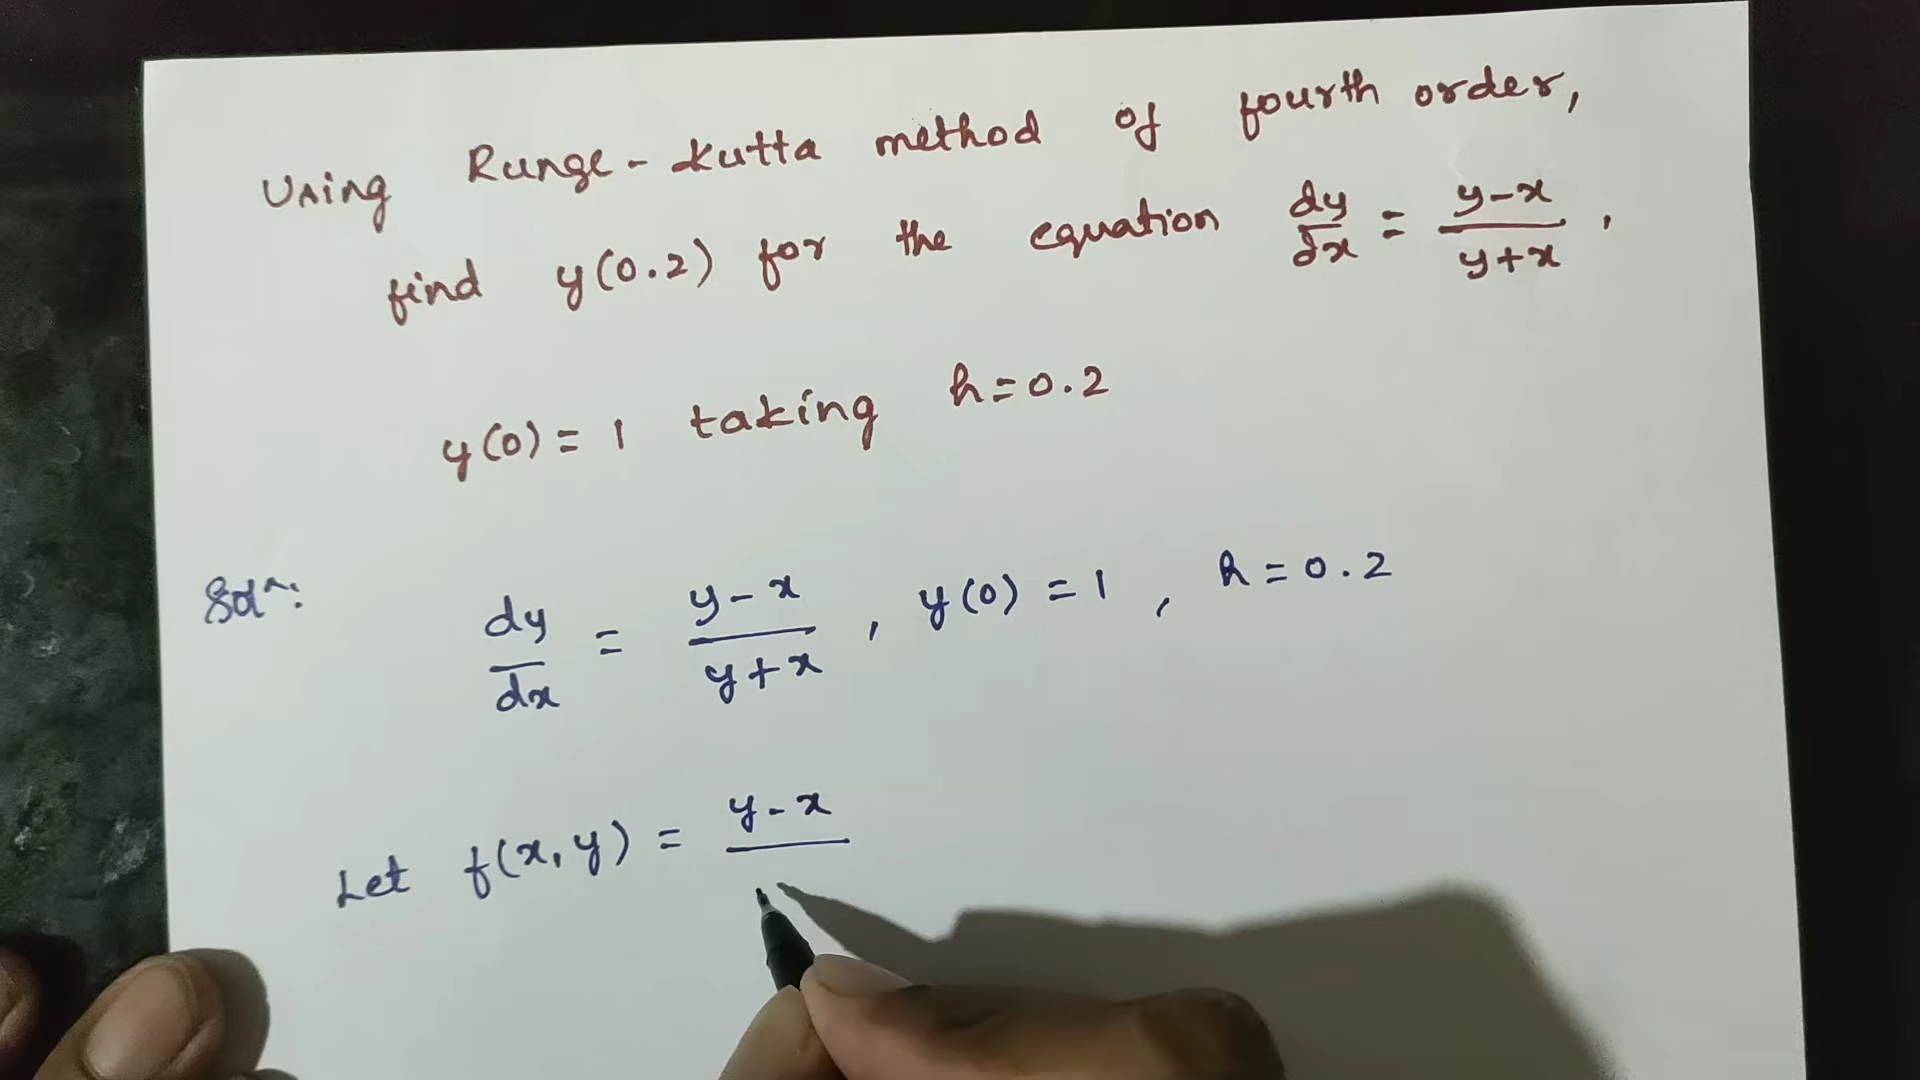 Using Runge-Kutta method of fourth order,
find y(0.2) for the equation dy/dx = y-x/y+x,
y(0) = 1 taking h=0.2
Solⁿ: dy/dx = y-x/y+x, y(0) = 1, h = 0.2
Let f(x,y) = y-x/